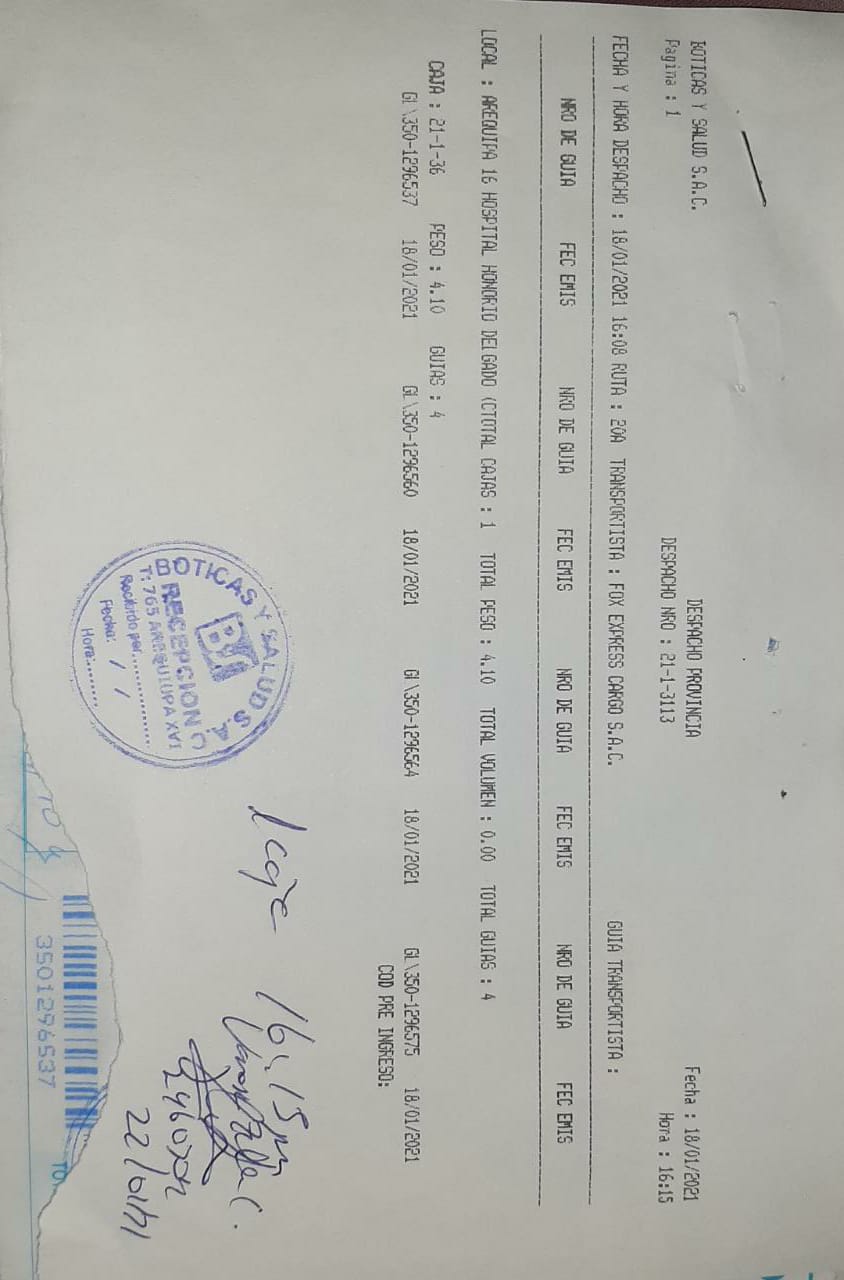 BOTICAS Y SALUD S.A.C. DESPACHO PROVINCIA Fecha : 18/01/2021
Pagina : 1 DESPACHO NRO : 21-1-3113 Hora : 16:15
FECHA Y HORA DESPACHO : 18/01/2021 16:08 RUTA : 20A TRANSPORTISTA : FOX EXPRESS CARGO S.A.C. GUIA TRANSPORTISTA :
NRO DE GUIA FEC EMIS NRO DE GUIA FEC EMIS NRO DE GUIA FEC EMIS NRO DE GUIA FEC EMIS
LOCAL : AREQUIPA 16 HOSPITAL HONORIO DELGADO (CTOTAL CAJAS : 1 TOTAL PESO : 4.10 TOTAL VOLUMEN : 0.00 TOTAL GUIAS : 4
CAJA : 21-1-36 PESO : 4.10 GUIAS : 4
GL\350-1296537 18/01/2021 GL\350-1296560 18/01/2021 GL\350-1296564 18/01/2021 GL\350-1296575 18/01/2021
COD PRE INGRESO:
BOTICAS Y SALUD S.A.C
RECEPCION
T: 765 AREQUIUPA XVI
Recibido por:
Fecha: / /
Hora:
1 caja 16:15
22/01/21
3501296537